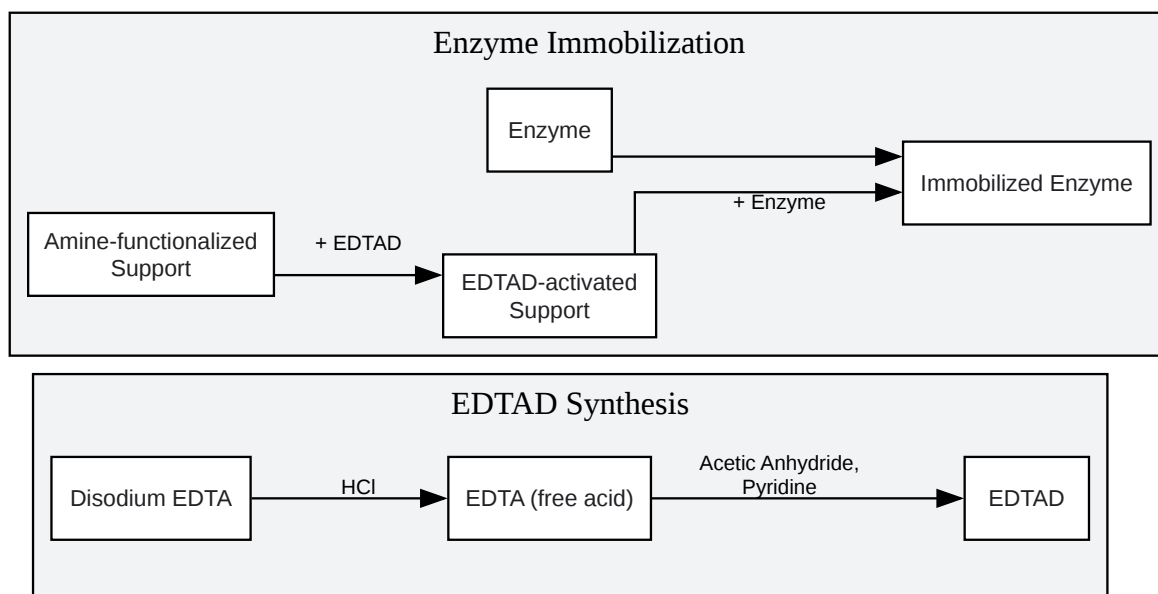 Enzyme Immobilization
Enzyme
Immobilized Enzyme
+ Enzyme
Amine-functionalized
Support
+ EDTAD
EDTAD-activated
Support
EDTAD Synthesis
Disodium EDTA
HCl
EDTA (free acid)
Acetic Anhydride,
Pyridine
EDTAD